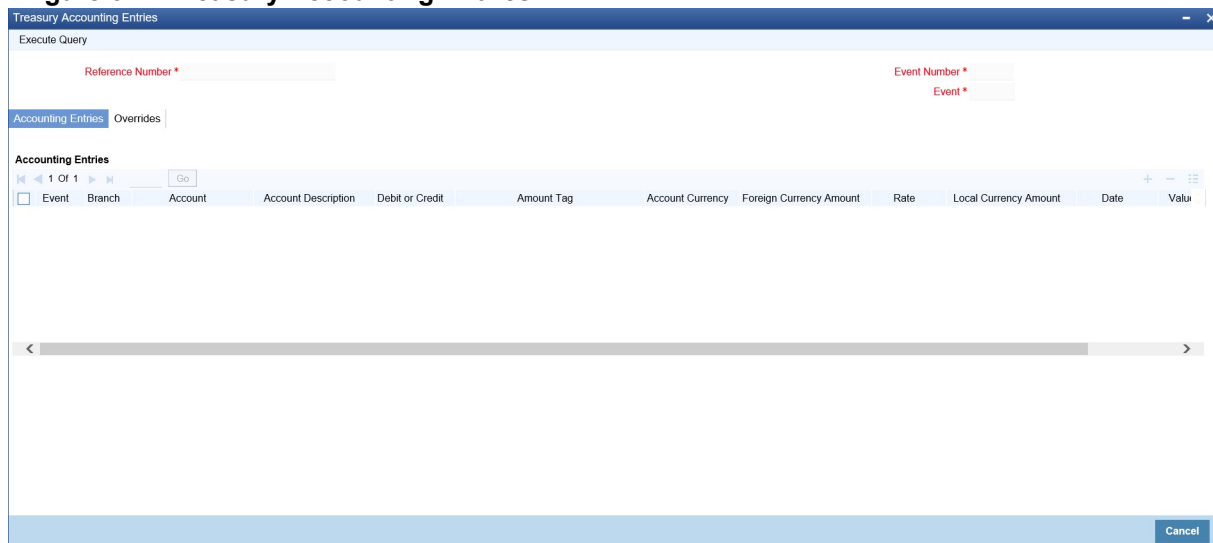 Treasury Accounting Entries
Execute Query
Reference Number * Event Number *
Event *
Accounting Entries Overrides
Accounting Entries
1 Of 1 Go
Event Branch Account Account Description Debit or Credit Amount Tag Account Currency Foreign Currency Amount Rate Local Currency Amount Date Value
Cancel